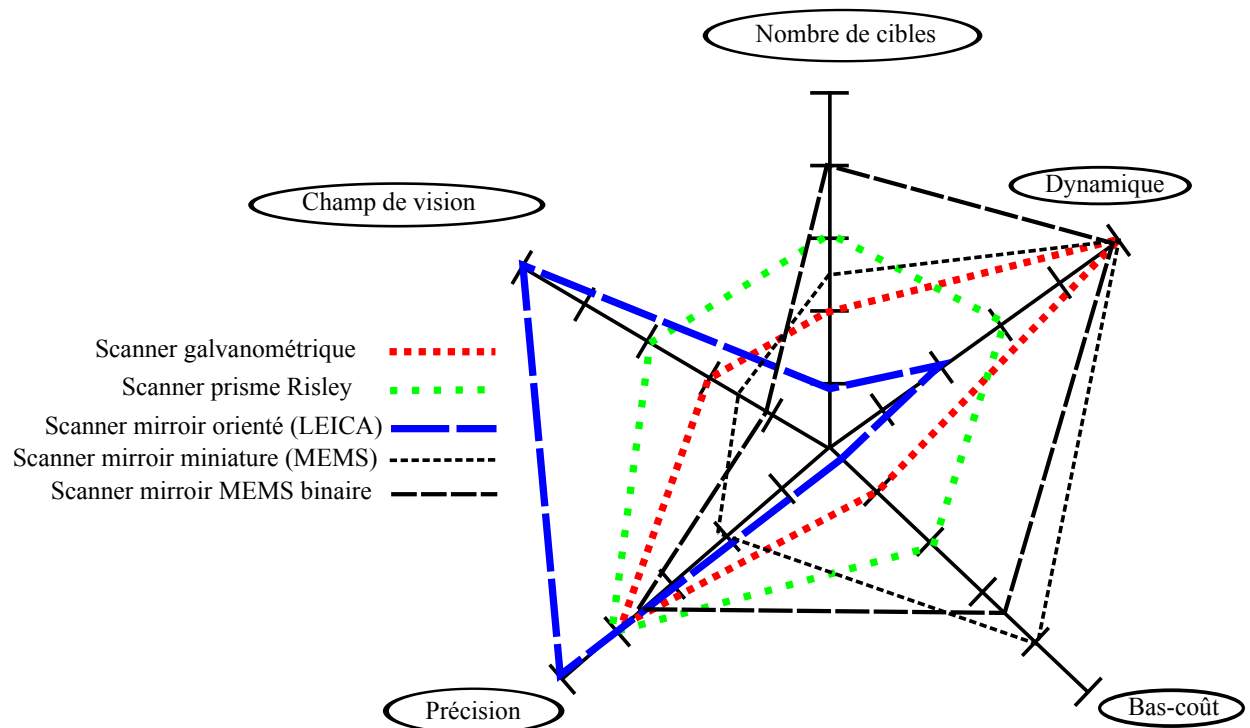 Nombre de cibles
Dynamique
Champ de vision
Scanner galvanométrique
Scanner prisme Risley
Scanner mirroir orienté (LEICA)
Scanner mirroir miniature (MEMS)
Scanner mirroir MEMS binaire
Précision
Bas-coût